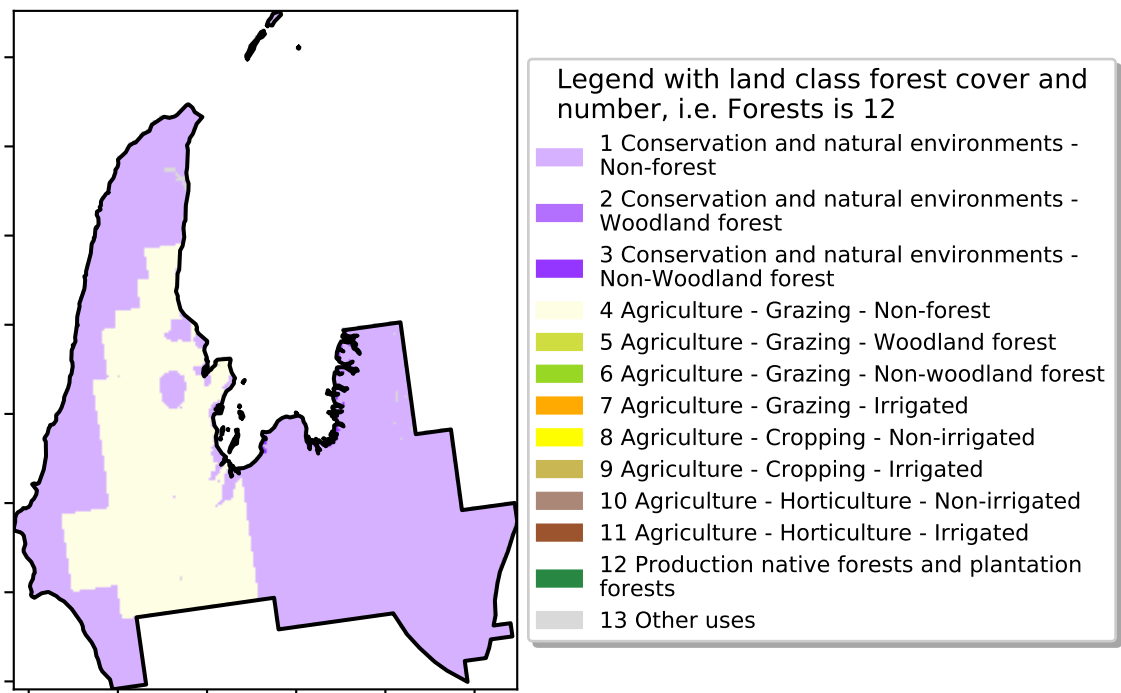 Legend with land class forest cover and
number, i.e. Forests is 12
1 Conservation and natural environments -
Non-forest
2 Conservation and natural environments -
Woodland forest
3 Conservation and natural environments -
Non-Woodland forest
4 Agriculture - Grazing - Non-forest
5 Agriculture - Grazing - Woodland forest
6 Agriculture - Grazing - Non-woodland forest
7 Agriculture - Grazing - Irrigated
8 Agriculture - Cropping - Non-irrigated
9 Agriculture - Cropping - Irrigated
10 Agriculture - Horticulture - Non-irrigated
11 Agriculture - Horticulture - Irrigated
12 Production native forests and plantation
forests
13 Other uses